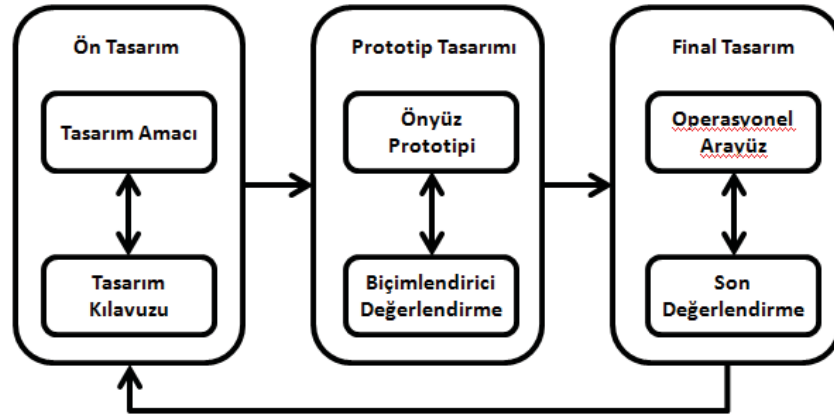 Ön Tasarım
Tasarım Amacı
Tasarım
Kılavuzu
Prototip Tasarımı
Önyüz
Prototipi
Biçimlendirici
Değerlendirme
Final Tasarım
Operasyonel
Arayüz
Son
Değerlendirme